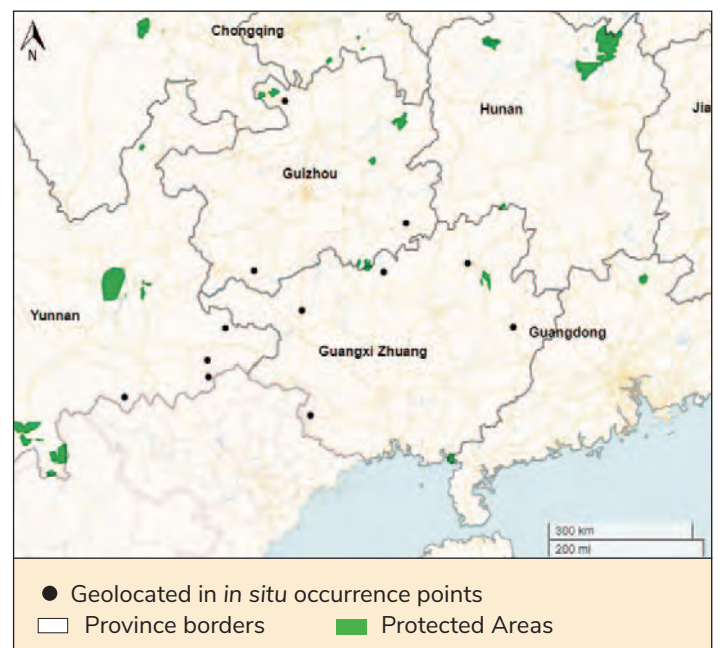 Chongqing
N
Hunan
Jia
Guizhou
Yunnan
Guangdong
Guangxi Zhuang
300 km
200 mi
Geolocated in in situ occurrence points
Province borders Protected Areas